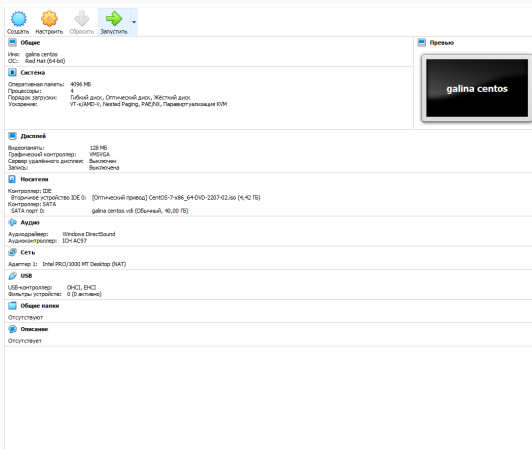 Создать Настроить Сбросить Запустить
Общие
Имя: galina centos
ОС: Red Hat (64-bit)
Превью
galina centos
Система
Оперативная память: 4096 МБ
Процессоры: 4
Порядок загрузки: Гибкий диск, Оптический диск, Жёсткий диск
Ускорение: VT-x/AMD-V, Nested Paging, PAE/NX, Паравиртуализация KVM
Дисплей
Видеопамять: 128 МБ
Графический контроллер: VMSVGA
Сервер удалённого дисплея: Выключен
Запись: Выключена
Носители
Контроллер: IDE
Вторичное устройство IDE 0: [Оптический привод] CentOS-7-x86_64-DVD-2207-02.iso (4,42 ГБ)
Контроллер: SATA
SATA порт 0: galina centos.vdi (Обычный, 40,00 ГБ)
Аудио
Аудиодрайвер: Windows DirectSound
Аудиоконтроллер: ICH AC97
Сеть
Адаптер 1: Intel PRO/1000 MT Desktop (NAT)
USB
USB-контроллер: OHCI, EHCI
Фильтры устройств: 0 (0 активно)
Общие папки
Отсутствуют
Описание
Отсутствует